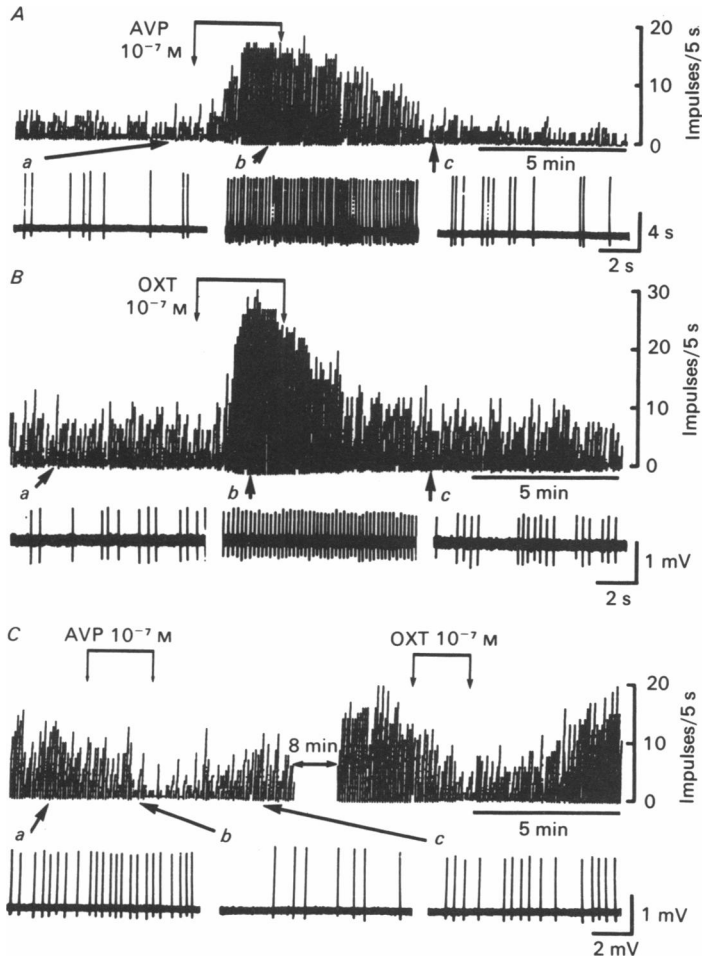 A
AVP
10⁻⁷ M
20
10
0
Impulses/5 s
a
b
c
5 min
4 s
2 s
B
OXT
10⁻⁷ M
30
20
10
0
Impulses/5 s
a
b
c
5 min
1 mV
2 s
C
AVP 10⁻⁷ M
OXT 10⁻⁷ M
20
10
0
Impulses/5 s
8 min
a
b
c
5 min
1 mV
2 mV